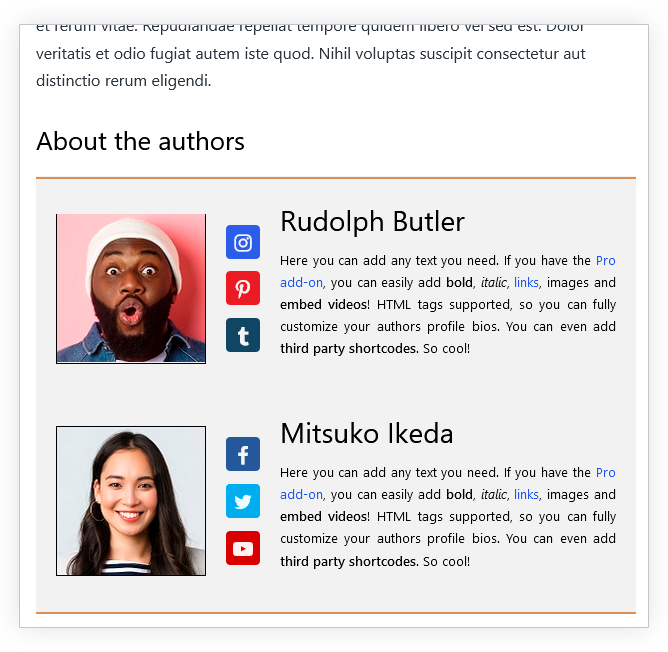 et rerum vitae. Repudiandae repellat tempore quidem libero vel sed est. Dolor
veritatis et odio fugiat autem iste quod. Nihil voluptas suscipit consectetur aut
distinctio rerum eligendi.
About the authors
Rudolph Butler
Here you can add any text you need. If you have the Pro
add-on, you can easily add bold, italic, links, images and
embed videos! HTML tags supported, so you can fully
customize your authors profile bios. You can even add
third party shortcodes. So cool!
Mitsuko Ikeda
Here you can add any text you need. If you have the Pro
add-on, you can easily add bold, italic, links, images and
embed videos! HTML tags supported, so you can fully
customize your authors profile bios. You can even add
third party shortcodes. So cool!